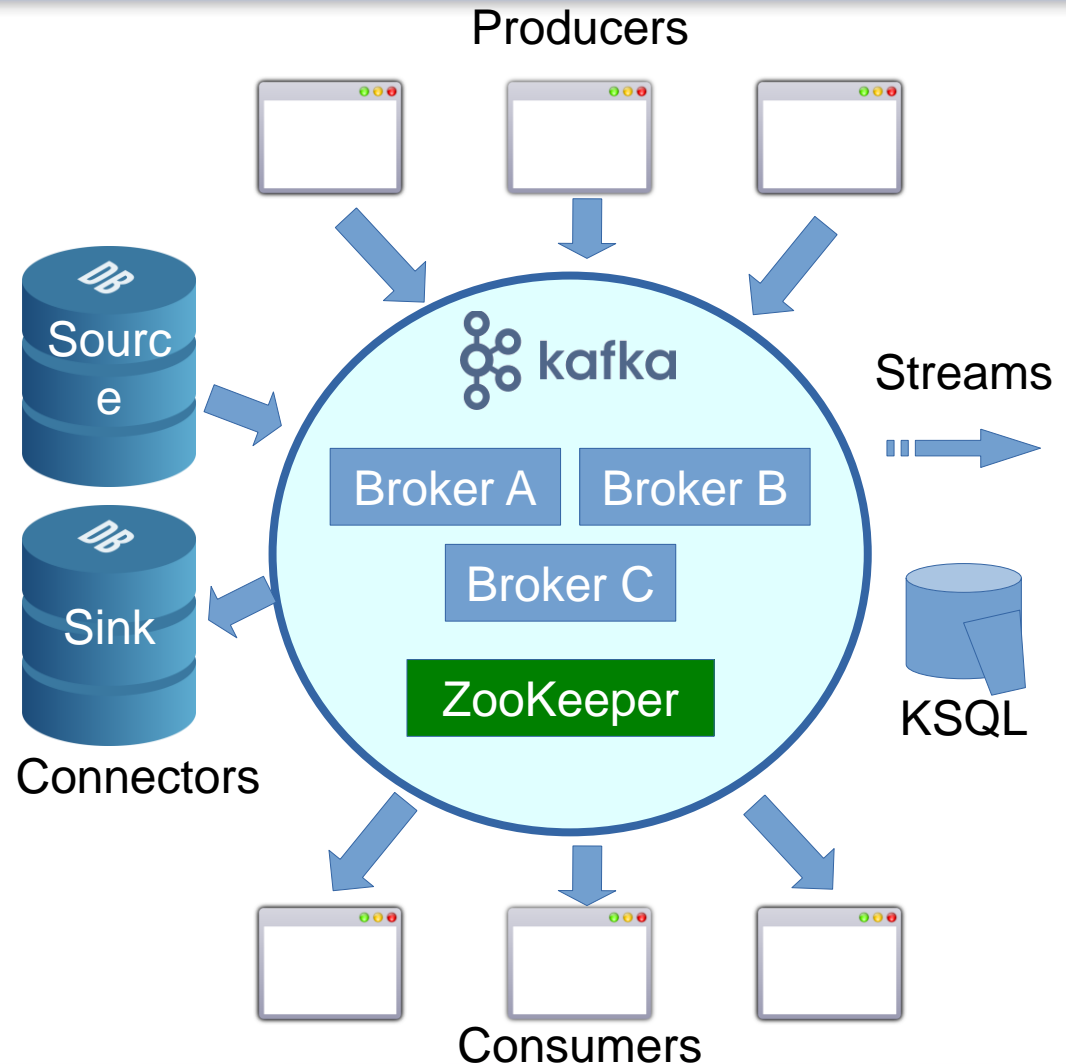 Producers
DB
Sourc
e
kafka
Streams
Broker A
Broker B
DB
Broker C
Sink
ZooKeeper
KSQL
Connectors
Consumers